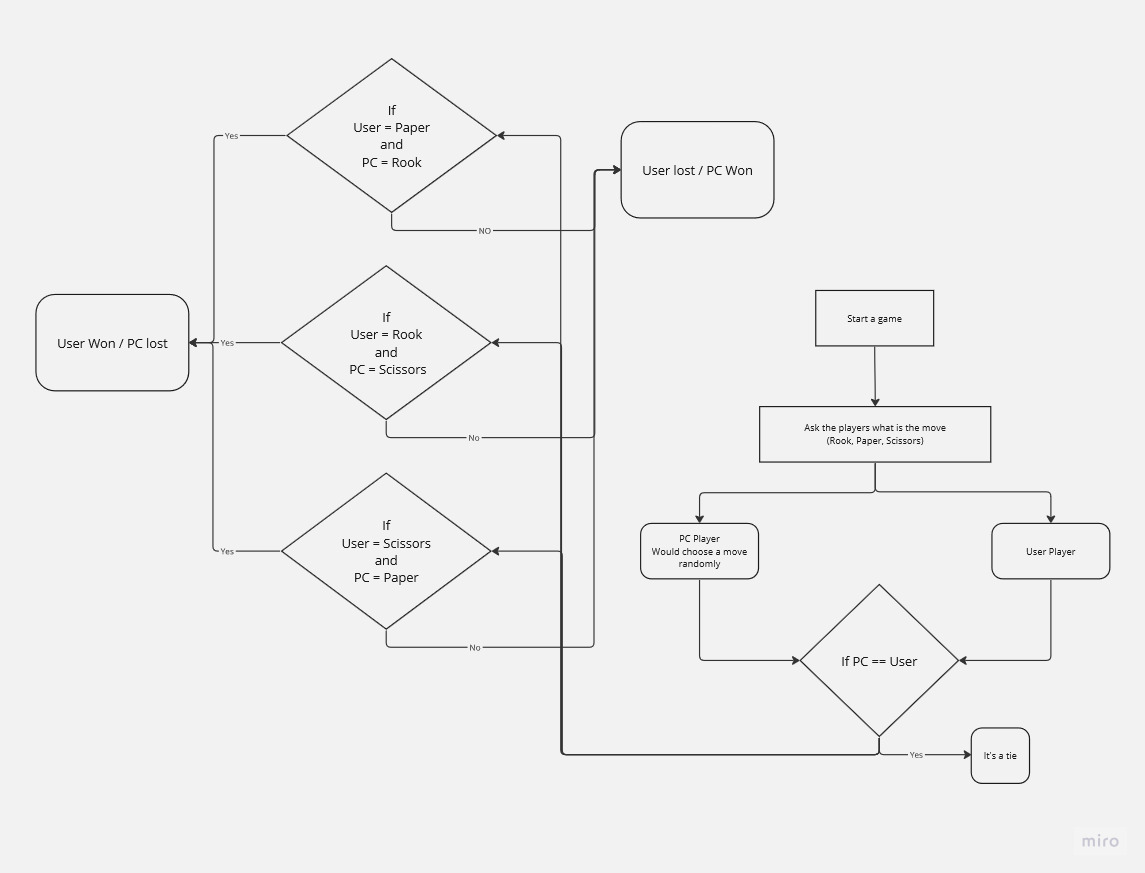 If
User = Paper
and
PC = Rook
Yes
NO
User lost / PC Won
If
User = Rook
and
PC = Scissors
Yes
No
User Won / PC lost
If
User = Scissors
and
PC = Paper
Yes
No
Start a game
Ask the players what is the move
(Rook, Paper, Scissors)
PC Player
Would choose a move
randomly
User Player
If PC == User
Yes
It's a tie
miro